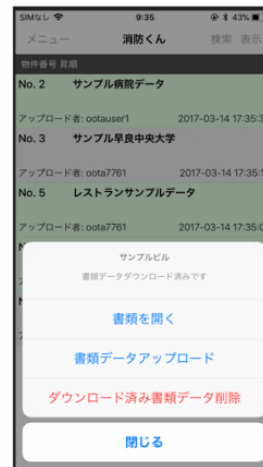 SIMなし 9:35 43%
メニュー 消防くん 検索 表示
物件番号 昇順
No. 2 サンプル病院データ
アップロード者: ootauser1 2017-03-14 17:35:3
No. 3 サンプル早良中央大学
アップロード者: oota7761 2017-03-14 17:35:1
No. 5 レストランサンプルデータ
アップロード者: oota7761 2017-03-14 17:35:0
サンプルビル
書類データダウンロード済みです
書類を開く
書類データアップロード
ダウンロード済み書類データ削除
閉じる